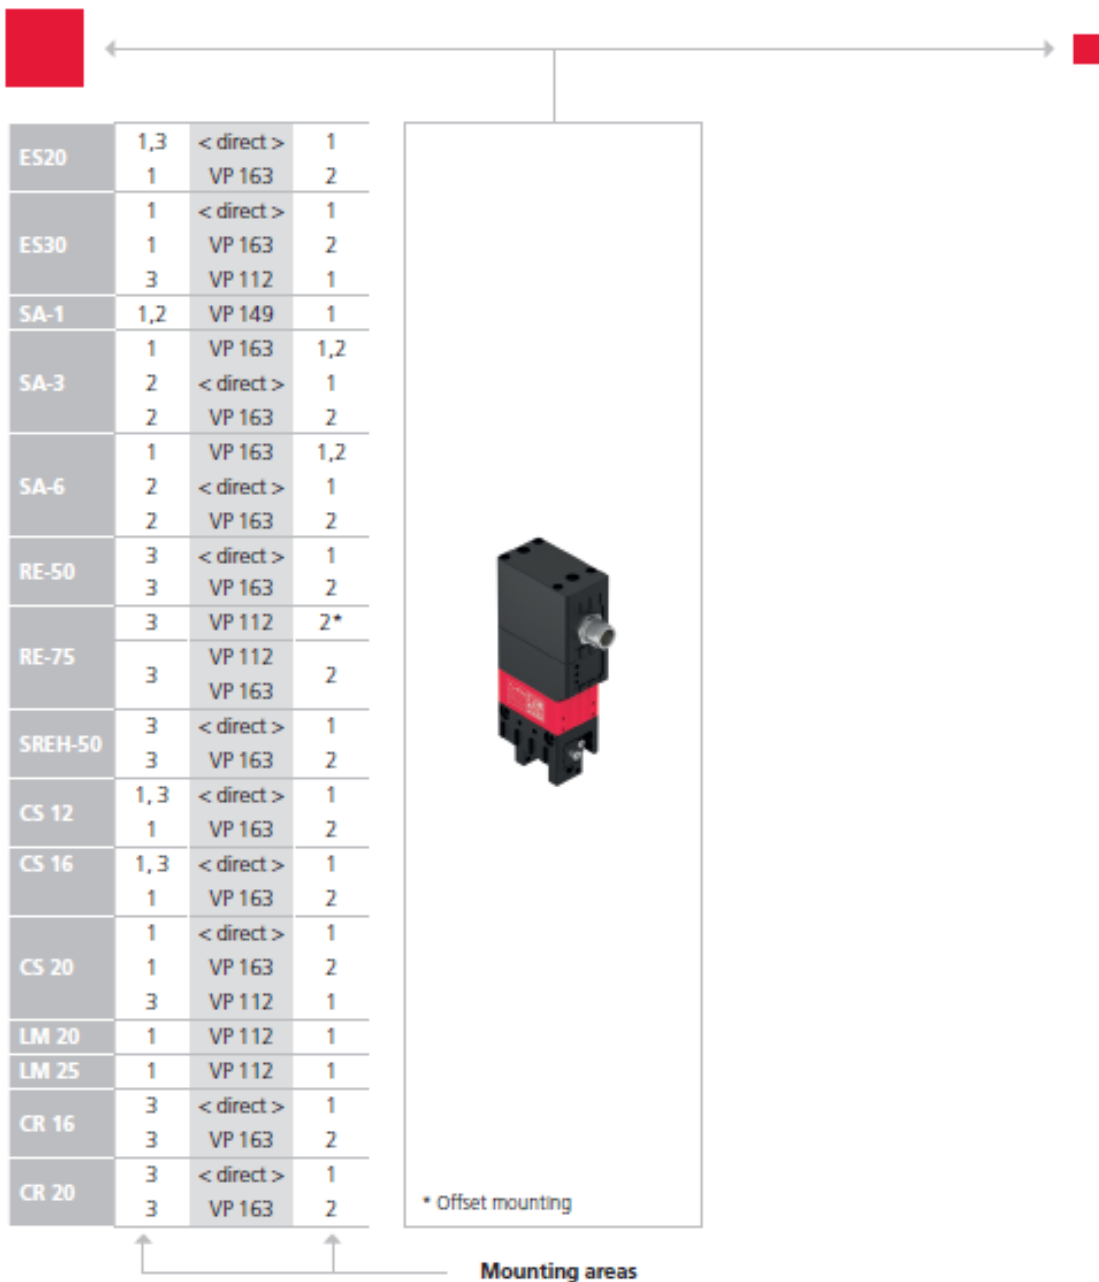 ES20 1,3 < direct > 1
1 VP 163 2
ES30 1 < direct > 1
1 VP 163 2
3 VP 112 1
SA-1 1,2 VP 149 1
SA-3 1 VP 163 1,2
2 < direct > 1
2 VP 163 2
SA-6 1 VP 163 1,2
2 < direct > 1
2 VP 163 2
RE-50 3 < direct > 1
3 VP 163 2
RE-75 3 VP 112 2*
3 VP 112 2
VP 163
SREH-50 3 < direct > 1
3 VP 163 2
CS 12 1, 3 < direct > 1
1 VP 163 2
CS 16 1, 3 < direct > 1
1 VP 163 2
CS 20 1 < direct > 1
1 VP 163 2
3 VP 112 1
LM 20 1 VP 112 1
LM 25 1 VP 112 1
CR 16 3 < direct > 1
3 VP 163 2
CR 20 3 < direct > 1
3 VP 163 2
* Offset mounting
Mounting areas